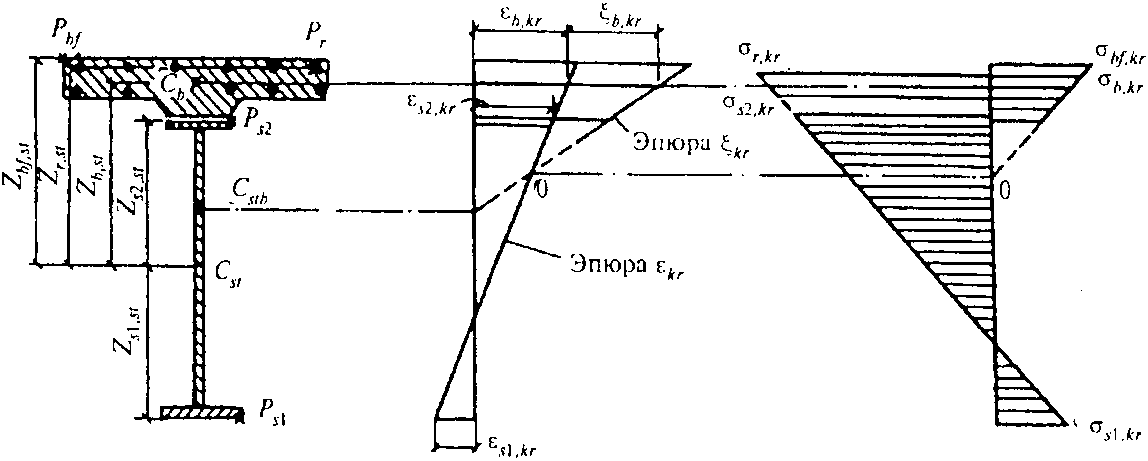 P_bf
P_r
C_b
P_s2
C_stb
C_st
P_s1
Z_bf,st
Z_r,st
Z_b,st
Z_s2,st
Z_s1,st
ε_b,kr
ξ_b,kr
ε_s2,kr
Эпюра ξ_kr
0
Эпюра ε_kr
ε_s1,kr
σ_r,kr
σ_s2,kr
σ_bf,kr
σ_b,kr
0
σ_s1,kr